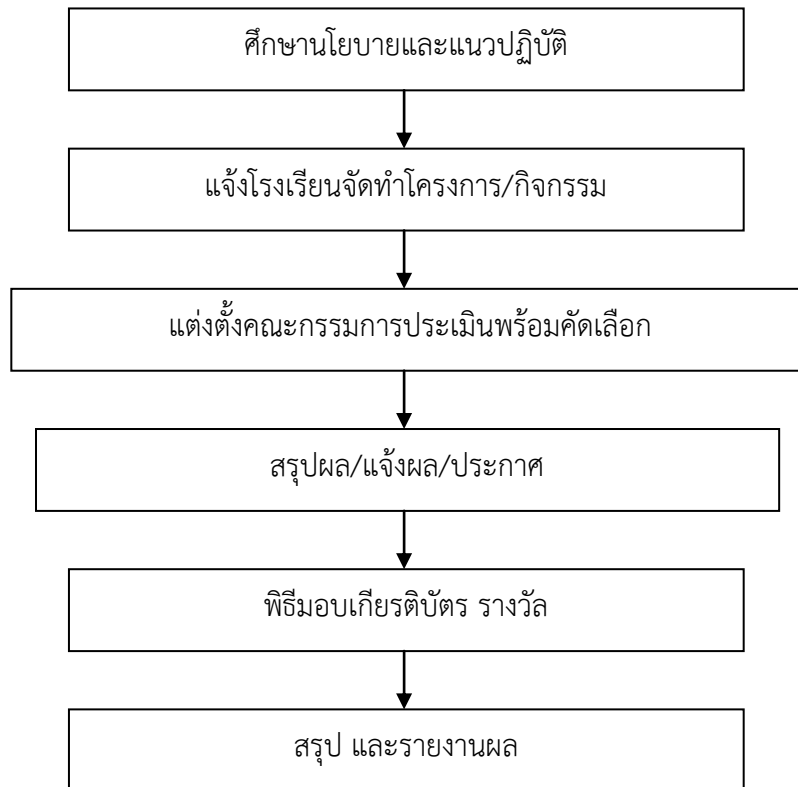 ศึกษานโยบายและแนวปฏิบัติ
แจ้งโรงเรียนจัดทำโครงการ/กิจกรรม
แต่งตั้งคณะกรรมการประเมินพร้อมคัดเลือก
สรุปผล/แจ้งผล/ประกาศ
พิธีมอบเกียรติบัตร รางวัล
สรุป และรายงานผล